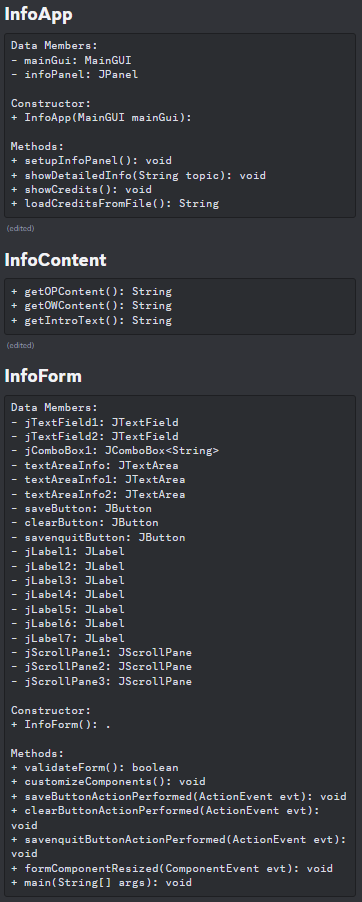 InfoApp
Data Members:
- mainGui: MainGUI
- infoPanel: JPanel
Constructor:
+ InfoApp(MainGUI mainGui):
Methods:
+ setupInfoPanel(): void
+ showDetailedInfo(String topic): void
+ showCredits(): void
+ loadCreditsFromFile(): String
(edited)
InfoContent
+ getOPContent(): String
+ getOWContent(): String
+ getIntroText(): String
(edited)
InfoForm
Data Members:
- jTextField1: JTextField
- jTextField2: JTextField
- jComboBox1: JComboBox<String>
- textAreaInfo: JTextArea
- textAreaInfo1: JTextArea
- textAreaInfo2: JTextArea
- saveButton: JButton
- clearButton: JButton
- savenquitButton: JButton
- jLabel1: JLabel
- jLabel2: JLabel
- jLabel3: JLabel
- jLabel4: JLabel
- jLabel5: JLabel
- jLabel6: JLabel
- jLabel7: JLabel
- jScrollPane1: JScrollPane
- jScrollPane2: JScrollPane
- jScrollPane3: JScrollPane
Constructor:
+ InfoForm(): .
Methods:
+ validateForm(): boolean
+ customizeComponents(): void
+ saveButtonActionPerformed(ActionEvent evt): void
+ clearButtonActionPerformed(ActionEvent evt):
void
+ savenquitButtonActionPerformed(ActionEvent evt):
void
+ formComponentResized(ComponentEvent evt): void
+ main(String[] args): void